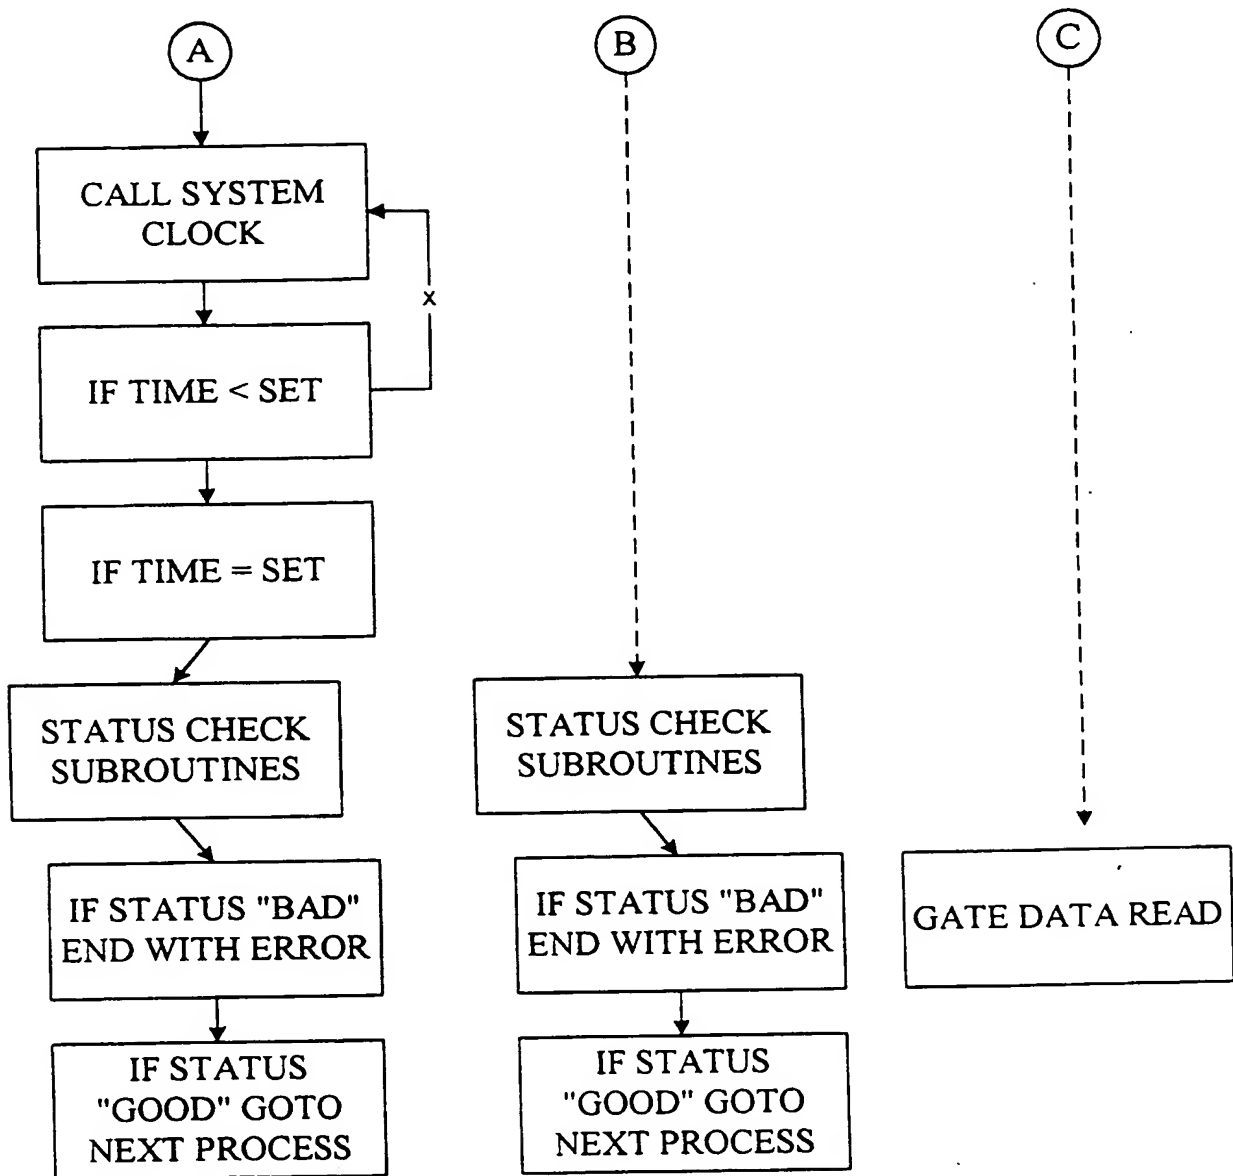 A
CALL SYSTEM
CLOCK
x
IF TIME < SET
IF TIME = SET
STATUS CHECK
SUBROUTINES
IF STATUS "BAD"
END WITH ERROR
IF STATUS
"GOOD" GOTO
NEXT PROCESS
B
STATUS CHECK
SUBROUTINES
IF STATUS "BAD"
END WITH ERROR
IF STATUS
"GOOD" GOTO
NEXT PROCESS
C
GATE DATA READ